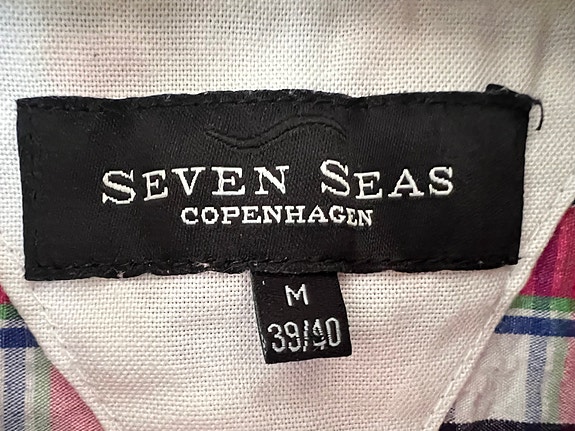 SEVEN SEAS
COPENHAGEN
M
39/40